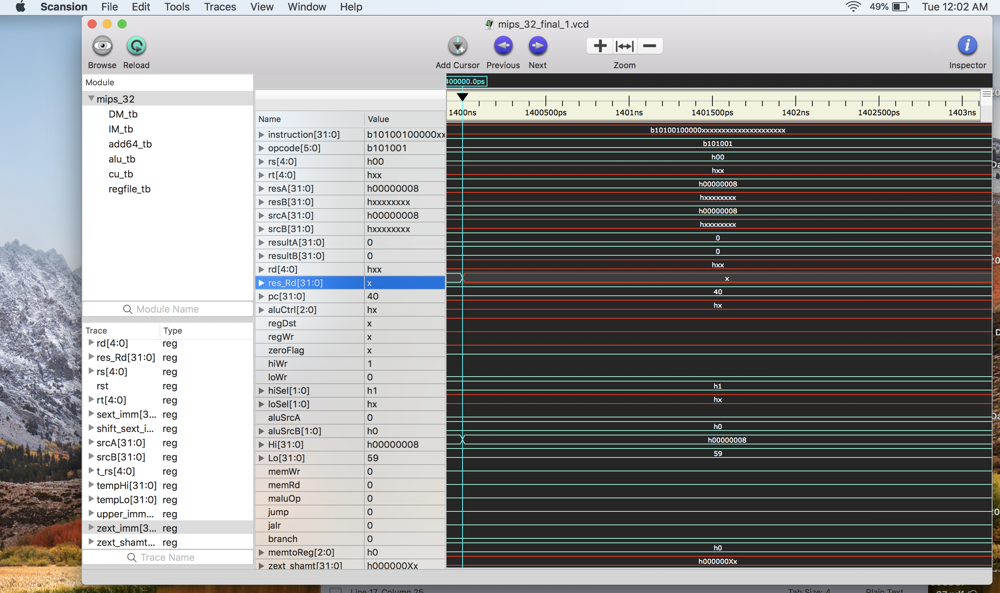 Scansion File Edit Tools Traces View Window Help 49% Tue 12:02 AM
mips_32_final_1.vcd
Browse Reload Add Cursor Previous Next Zoom Inspector
Module
mips_32
DM_tb
IM_tb
add64_tb
alu_tb
cu_tb
regfile_tb
Module Name
Trace Type
rd[4:0] reg
res_Rd[31:0] reg
rs[4:0] reg
rst reg
rt[4:0] reg
sext_imm[3... reg
shift_sext_i... reg
srcA[31:0] reg
srcB[31:0] reg
t_rs[4:0] reg
tempHi[31:0] reg
tempLo[31:0] reg
upper_imm... reg
zext_imm[3... reg
zext_shamt... reg
Trace Name
400000.0ps
1400ns 1400500ps 1401ns 1401500ps 1402ns 1402500ps 1403ns
Name Value
instruction[31:0] b10100100000xx b10100100000xxxxxxxxxxxxxxxxxxxxx
opcode[5:0] b101001 b101001
rs[4:0] h00 h00
rt[4:0] hxx hxx
resA[31:0] h00000008 h00000008
resB[31:0] hxxxxxxxx hxxxxxxxx
srcA[31:0] h00000008 h00000008
srcB[31:0] hxxxxxxxx hxxxxxxxx
resultA[31:0] 0 0
resultB[31:0] 0 0
rd[4:0] hxx hxx
res_Rd[31:0] x x
pc[31:0] 40 40
aluCtrl[2:0] hx hx
regDst x
regWr x
zeroFlag x
hiWr 1
loWr 0
hiSel[1:0] h1 h1
loSel[1:0] hx hx
aluSrcA 0
aluSrcB[1:0] h0 h0
Hi[31:0] h00000008 h00000008
Lo[31:0] 59 59
memWr 0
memRd 0
maluOp 0
jump 0
jalr 0
branch 0
memtoReg[2:0] h0 h0
zext_shamt[31:0] h000000Xx h000000Xx
Line 17, Column 25 Tab Size: 4 Plain Text